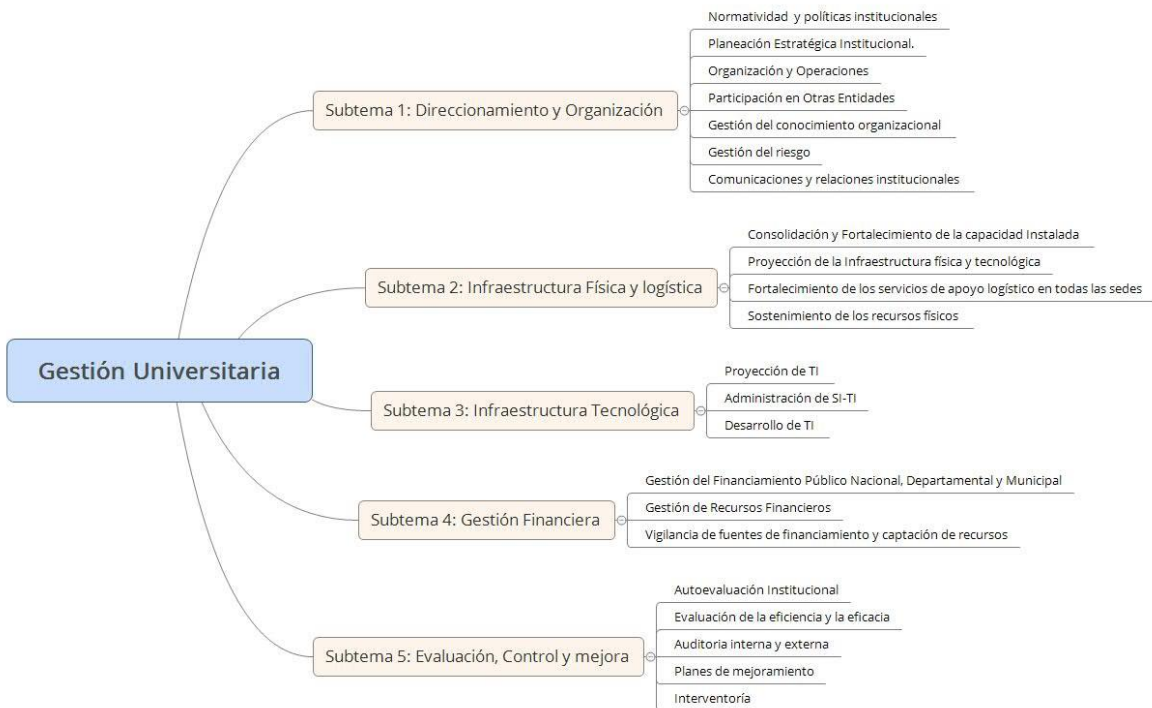 Gestión Universitaria
Subtema 1: Direccionamiento y Organización
Normatividad y políticas institucionales
Planeación Estratégica Institucional.
Organización y Operaciones
Participación en Otras Entidades
Gestión del conocimiento organizacional
Gestión del riesgo
Comunicaciones y relaciones institucionales
Subtema 2: Infraestructura Física y logística
Consolidación y Fortalecimiento de la capacidad Instalada
Proyección de la Infraestructura física y tecnológica
Fortalecimiento de los servicios de apoyo logístico en todas las sedes
Sostenimiento de los recursos físicos
Subtema 3: Infraestructura Tecnológica
Proyección de TI
Administración de SI-TI
Desarrollo de TI
Subtema 4: Gestión Financiera
Gestión del Financiamiento Público Nacional, Departamental y Municipal
Gestión de Recursos Financieros
Vigilancia de fuentes de financiamiento y captación de recursos
Subtema 5: Evaluación, Control y mejora
Autoevaluación Institucional
Evaluación de la eficiencia y la eficacia
Auditoria interna y externa
Planes de mejoramiento
Interventoría